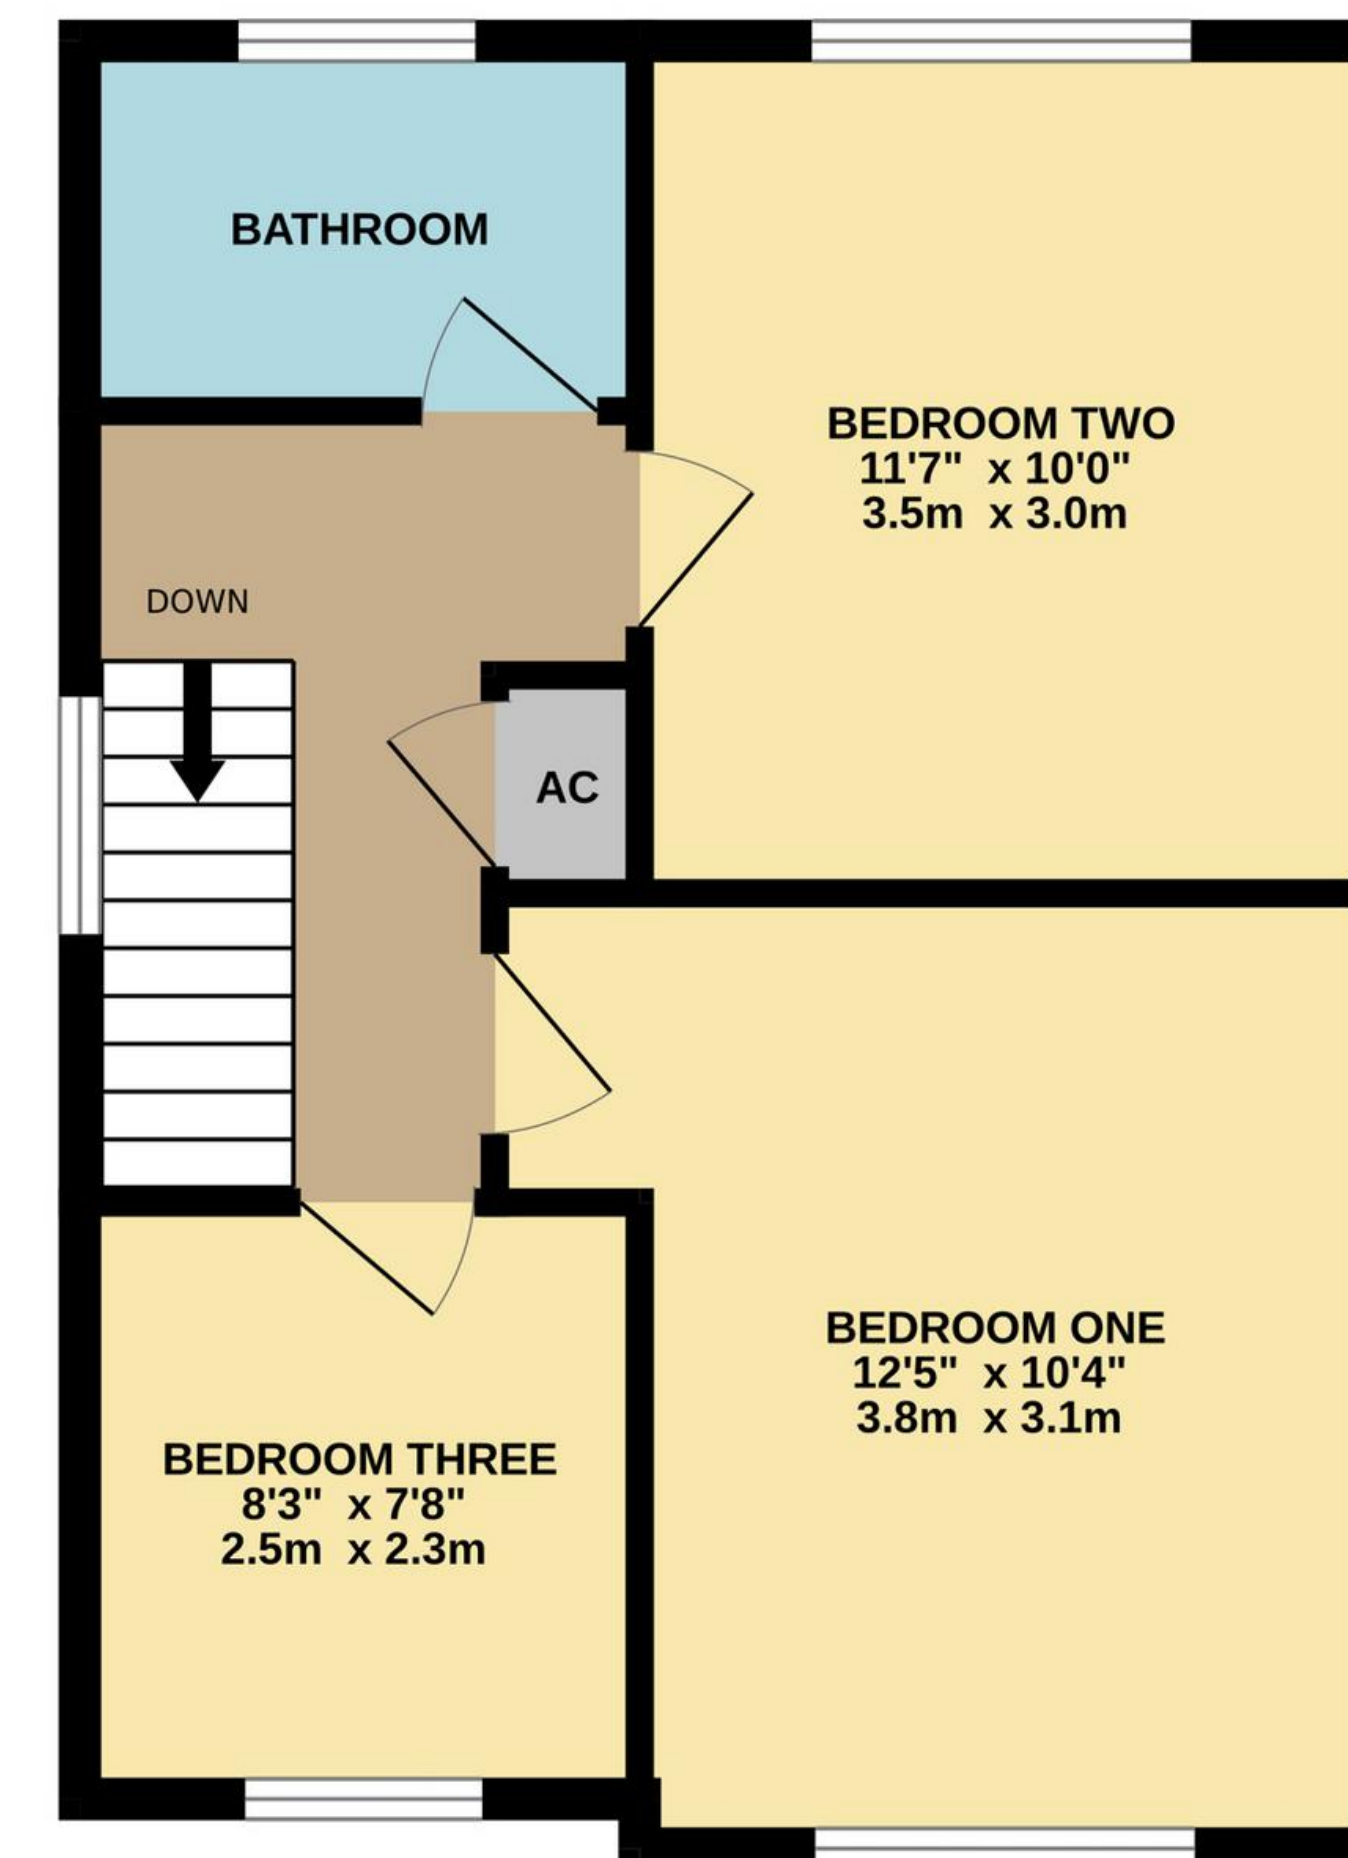 BATHROOM
BEDROOM TWO
11'7" x 10'0"
3.5m x 3.0m
DOWN
AC
BEDROOM ONE
12'5" x 10'4"
3.8m x 3.1m
BEDROOM THREE
8'3" x 7'8"
2.5m x 2.3m